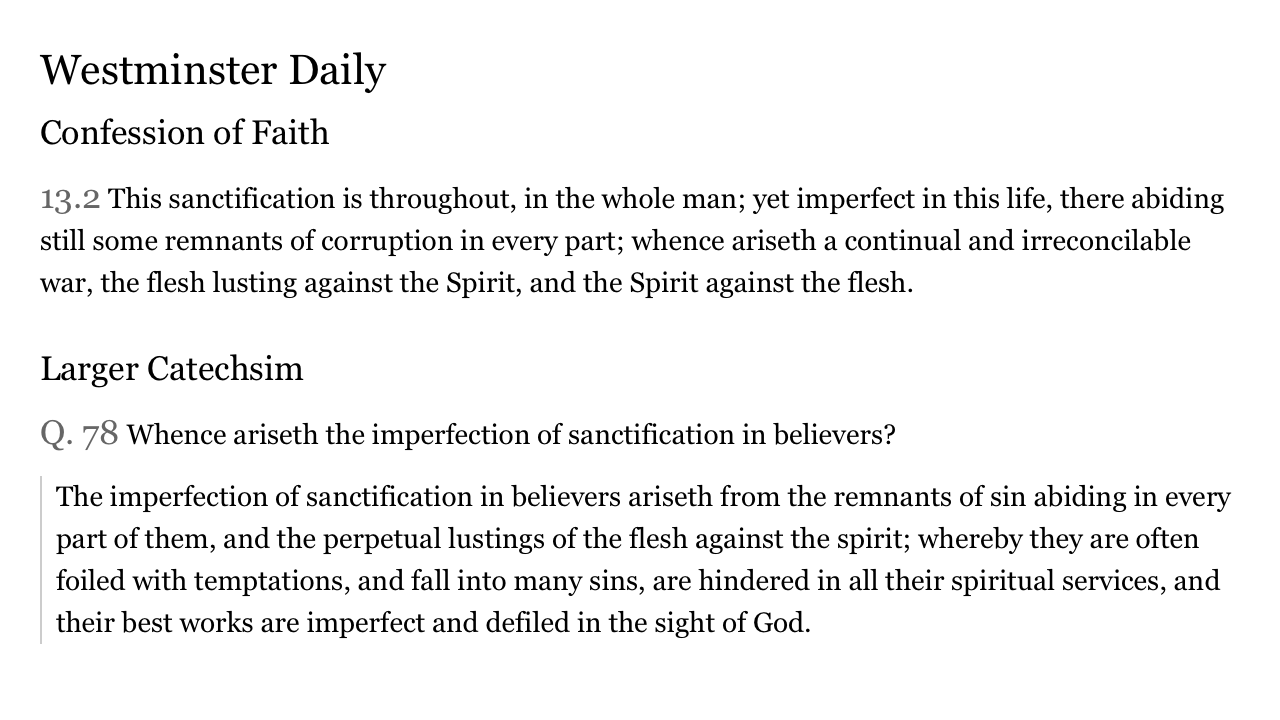 Westminster Daily
Confession of Faith
13.2 This sanctification is throughout, in the whole man; yet imperfect in this life, there abiding
still some remnants of corruption in every part; whence ariseth a continual and irreconcilable
war, the flesh lusting against the Spirit, and the Spirit against the flesh.
Larger Catechsim
Q. 78 Whence ariseth the imperfection of sanctification in believers?
The imperfection of sanctification in believers ariseth from the remnants of sin abiding in every
part of them, and the perpetual lustings of the flesh against the spirit; whereby they are often
foiled with temptations, and fall into many sins, are hindered in all their spiritual services, and
their best works are imperfect and defiled in the sight of God.